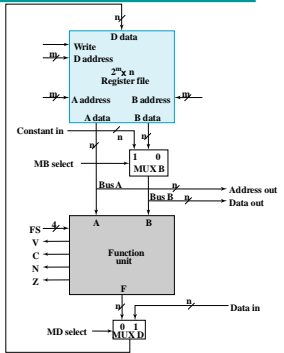 n
D data
Write
m
D address
2^m x n
Register file
m
A address
B address
m
A data
B data
Constant in
n
n
n
1 0
MUX B
MB select
Bus A
n
Address out
Bus B
n
Data out
A
B
FS
4
V
C
N
Z
Function
unit
F
n
n
Data in
MD select
0 1
MUX D